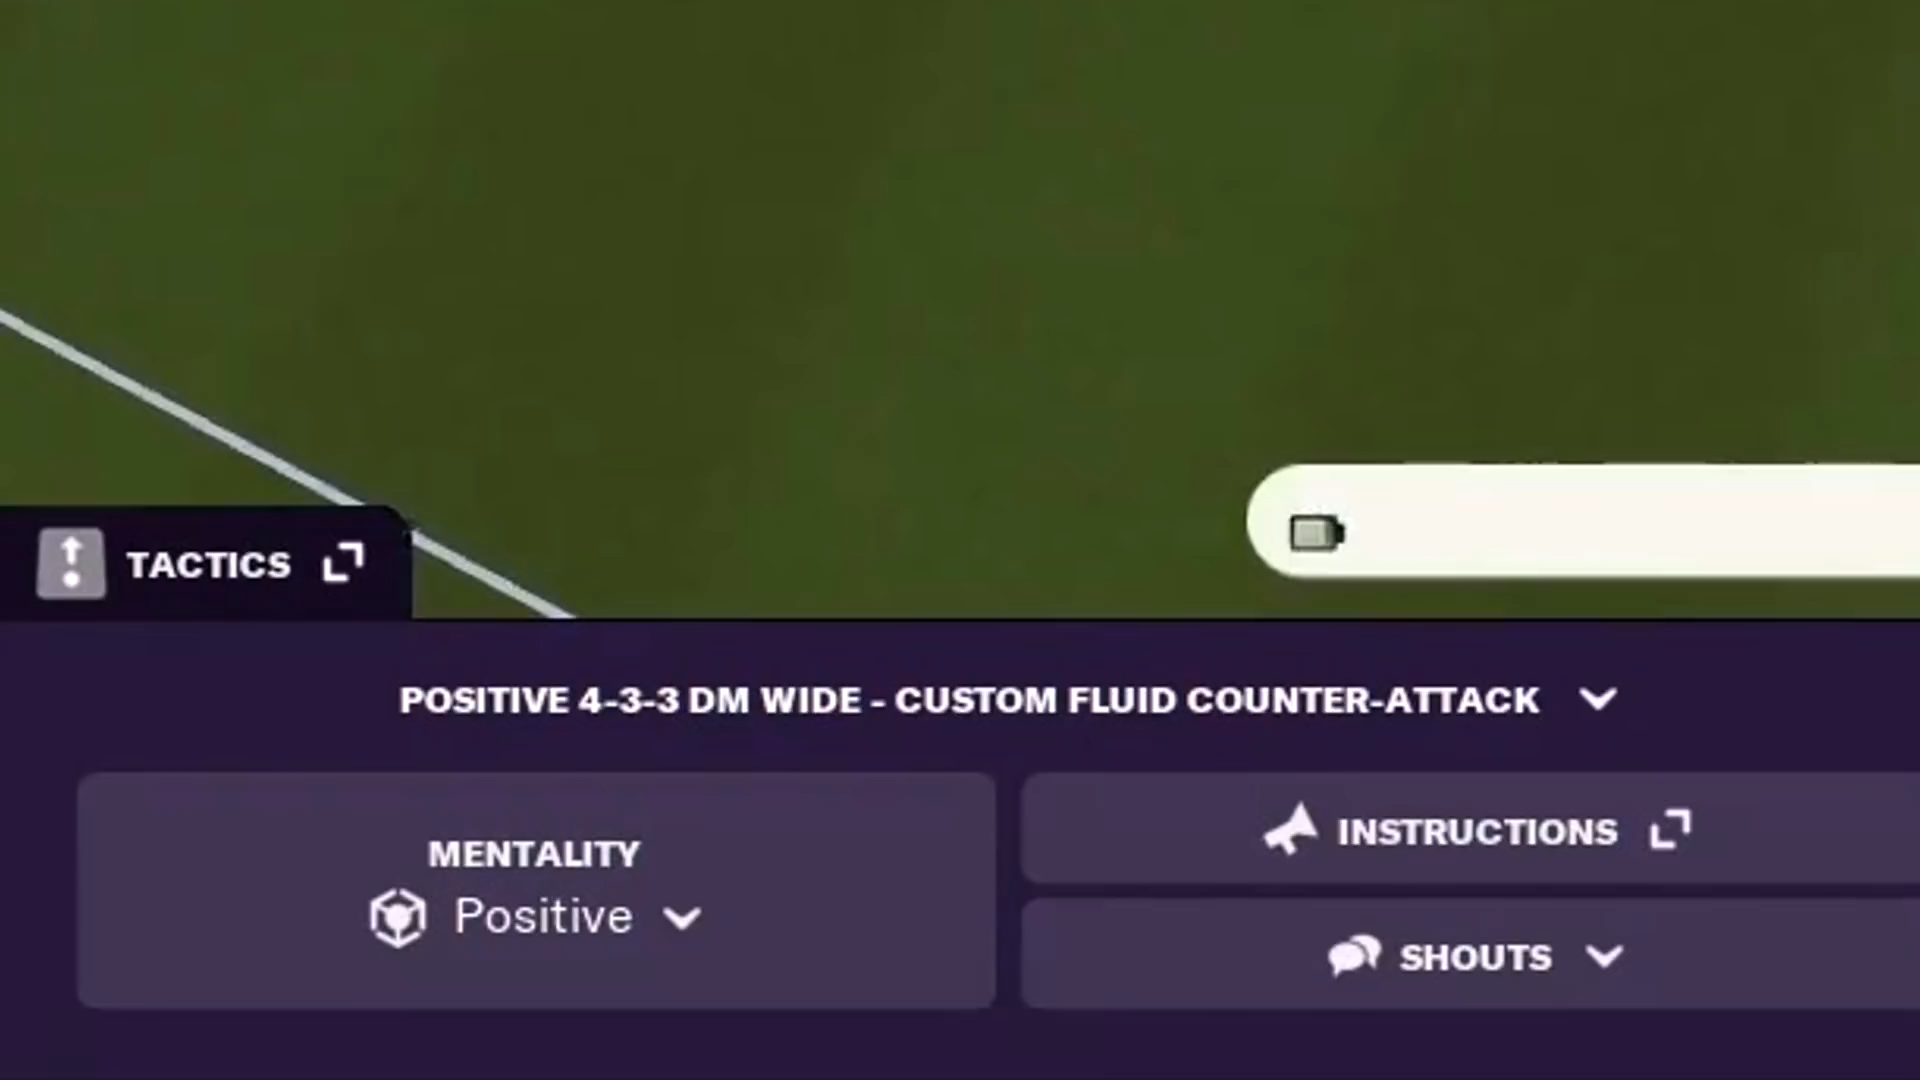 TACTICS
POSITIVE 4-3-3 DM WIDE - CUSTOM FLUID COUNTER-ATTACK
MENTALITY
Positive
INSTRUCTIONS
SHOUTS